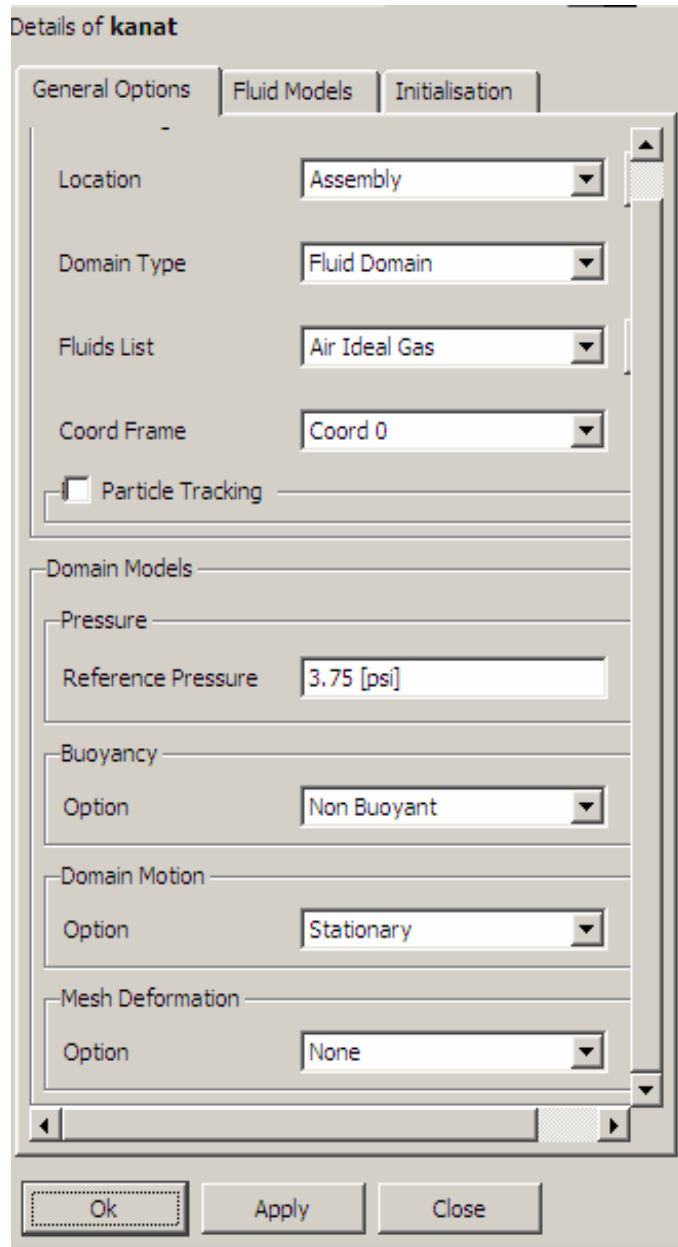 Details of kanat
General Options Fluid Models Initialisation
Location Assembly
Domain Type Fluid Domain
Fluids List Air Ideal Gas
Coord Frame Coord 0
Particle Tracking
Domain Models
Pressure
Reference Pressure 3.75 [psi]
Buoyancy
Option Non Buoyant
Domain Motion
Option Stationary
Mesh Deformation
Option None
Ok Apply Close